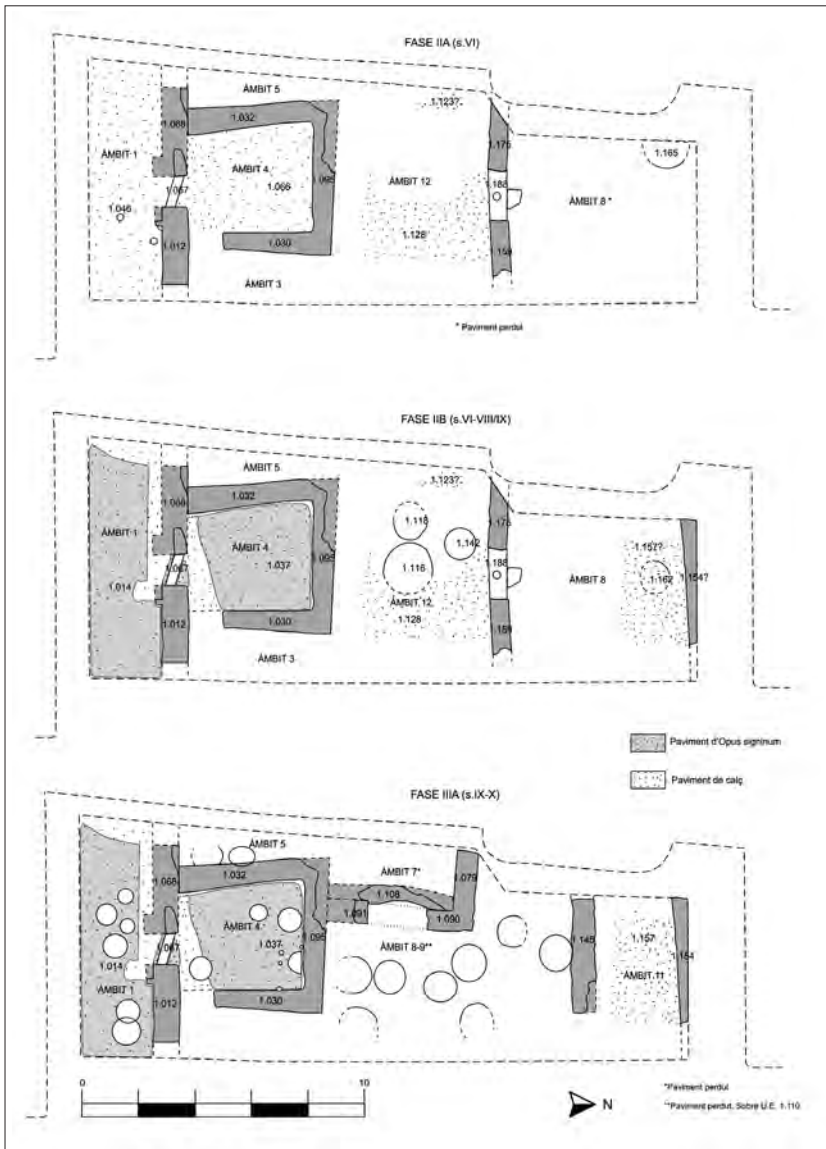 FASE IIA (s.VI)
ÀMBIT 5
1.123?
1.068
1.032
1.175
ÀMBIT 1
ÀMBIT 4
1.165
1.066
1.095
ÀMBIT 12
1.067
1.188
ÀMBIT 8 *
1.046
1.128
1.012
1.030
1.159
ÀMBIT 3
* Paviment perdul
FASE IIB (s.VI-VIII/IX)
ÀMBIT 5
1.123?
1.068
1.032
1.118
1.175
ÀMBIT 1
1.142
ÀMBIT 4
1.157?
1.037
1.095
1.116
1.188
ÀMBIT 8
1.162
1.154?
1.067
1.014
ÀMBIT 12
1.012
1.030
1.128
1.159
ÀMBIT 3
Paviment d'Opus signinum
Paviment de calç
FASE IIIA (s.IX-X)
ÀMBIT 5
1.068
1.032
ÀMBIT 7*
1.079
1.108
1.091
1.090
ÀMBIT 4
1.157
1.037
1.095
ÀMBIT 8-9**
1.145
1.067
1.014
ÀMBIT 11
1.154
ÀMBIT 1
1.012
1.030
0
10
N
*Paviment perdut
**Paviment perdut. Sobre U.E. 1.110